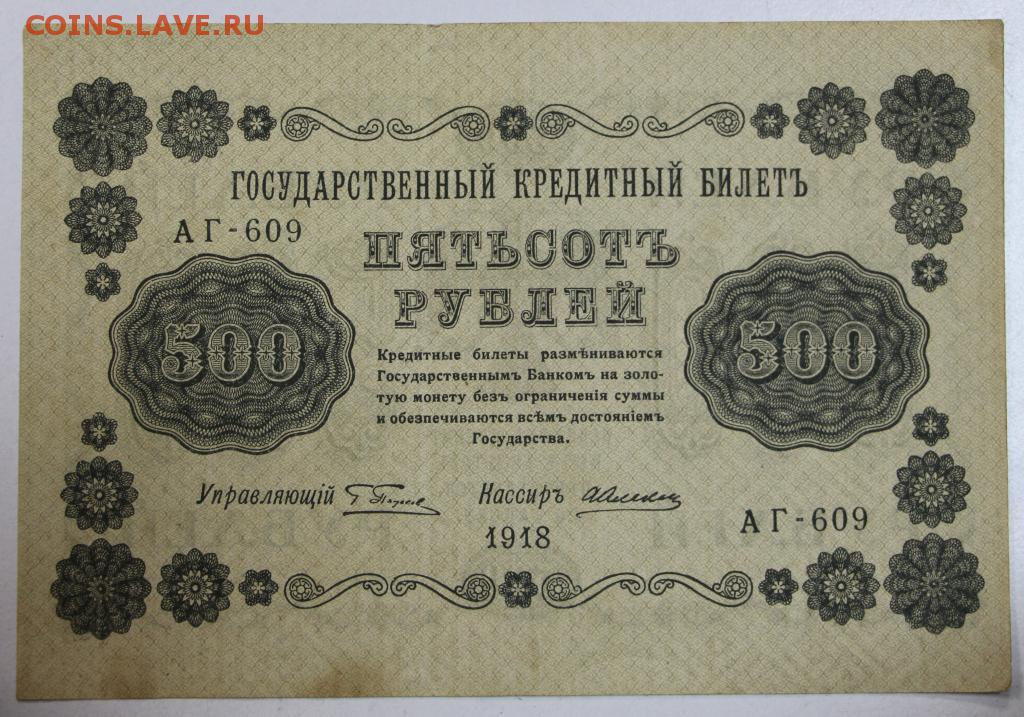 COINS.LAVE.RU
ГОСУДАРСТВЕННЫЙ КРЕДИТНЫЙ БИЛЕТЪ
АГ-609
ПЯТЬСОТЪ
РУБЛЕЙ
500
500
Кредитные билеты размѣниваются
Государственнымъ Банкомъ на золо-
тую монету безъ ограниченія суммы
и обезпечиваются всѣмъ достояніемъ
Государства.
Управляющій
Кассиръ
1918
АГ-609